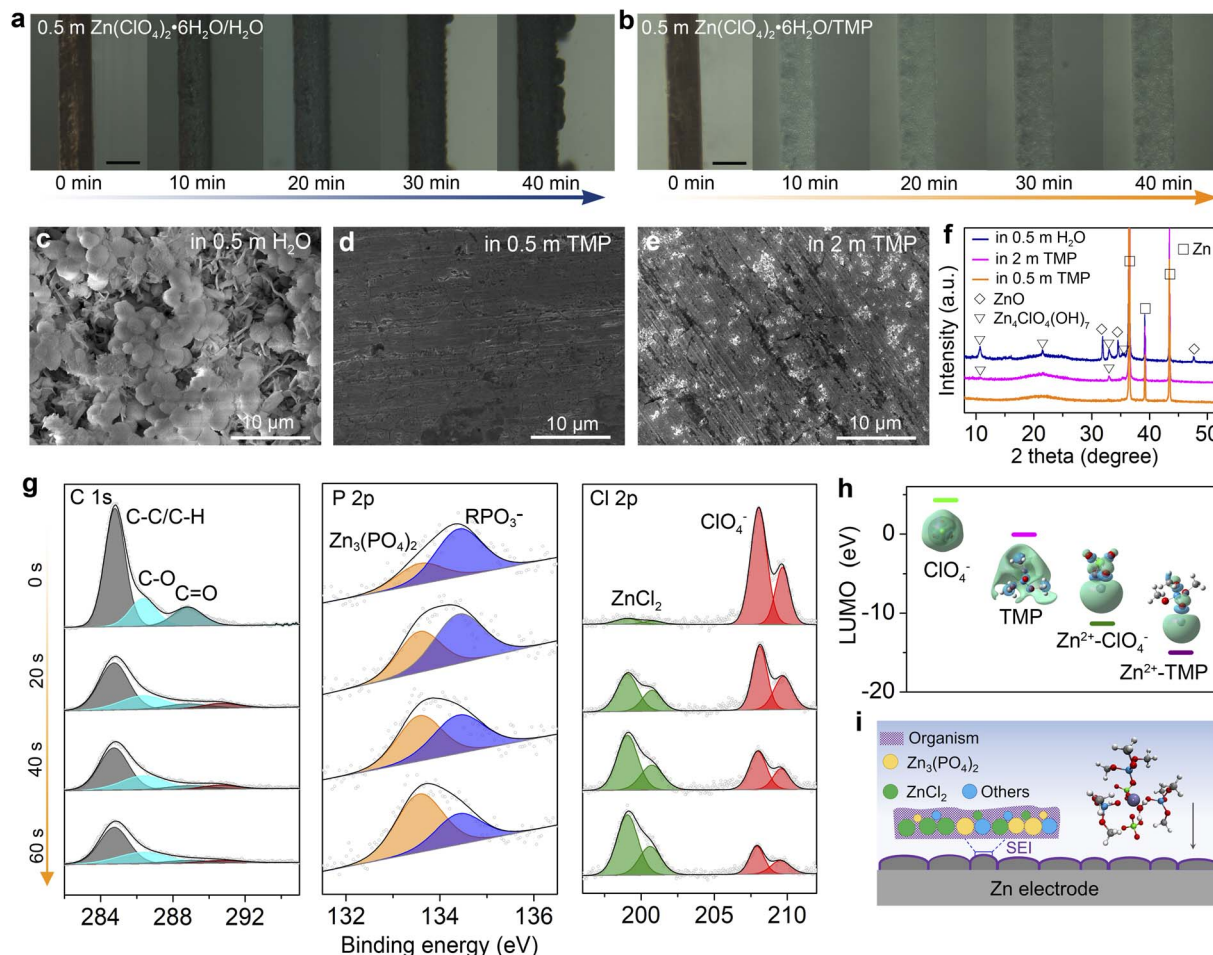 a
0.5 m Zn(ClO₄)₂•6H₂O/H₂O
0 min
10 min
20 min
30 min
40 min
b
0.5 m Zn(ClO₄)₂•6H₂O/TMP
0 min
10 min
20 min
30 min
40 min
c
in 0.5 m H₂O
10 μm
d
in 0.5 m TMP
10 μm
e
in 2 m TMP
10 μm
f
in 0.5 m H₂O
in 2 m TMP
in 0.5 m TMP
ZnO
Zn₄ClO₄(OH)₇
Zn
Intensity (a.u.)
10 20 30 40 50
2 theta (degree)
g
0 s
20 s
40 s
60 s
C 1s
C-C/C-H
C-O
C=O
284 288 292
P 2p
Zn₃(PO₄)₂
RPO₃⁻
132 134 136
Cl 2p
ZnCl₂
ClO₄⁻
200 205 210
Binding energy (eV)
h
LUMO (eV)
0
-10
-20
ClO₄⁻
TMP
Zn²⁺-ClO₄⁻
Zn²⁺-TMP
i
Organism
Zn₃(PO₄)₂
ZnCl₂
Others
SEI
Zn electrode